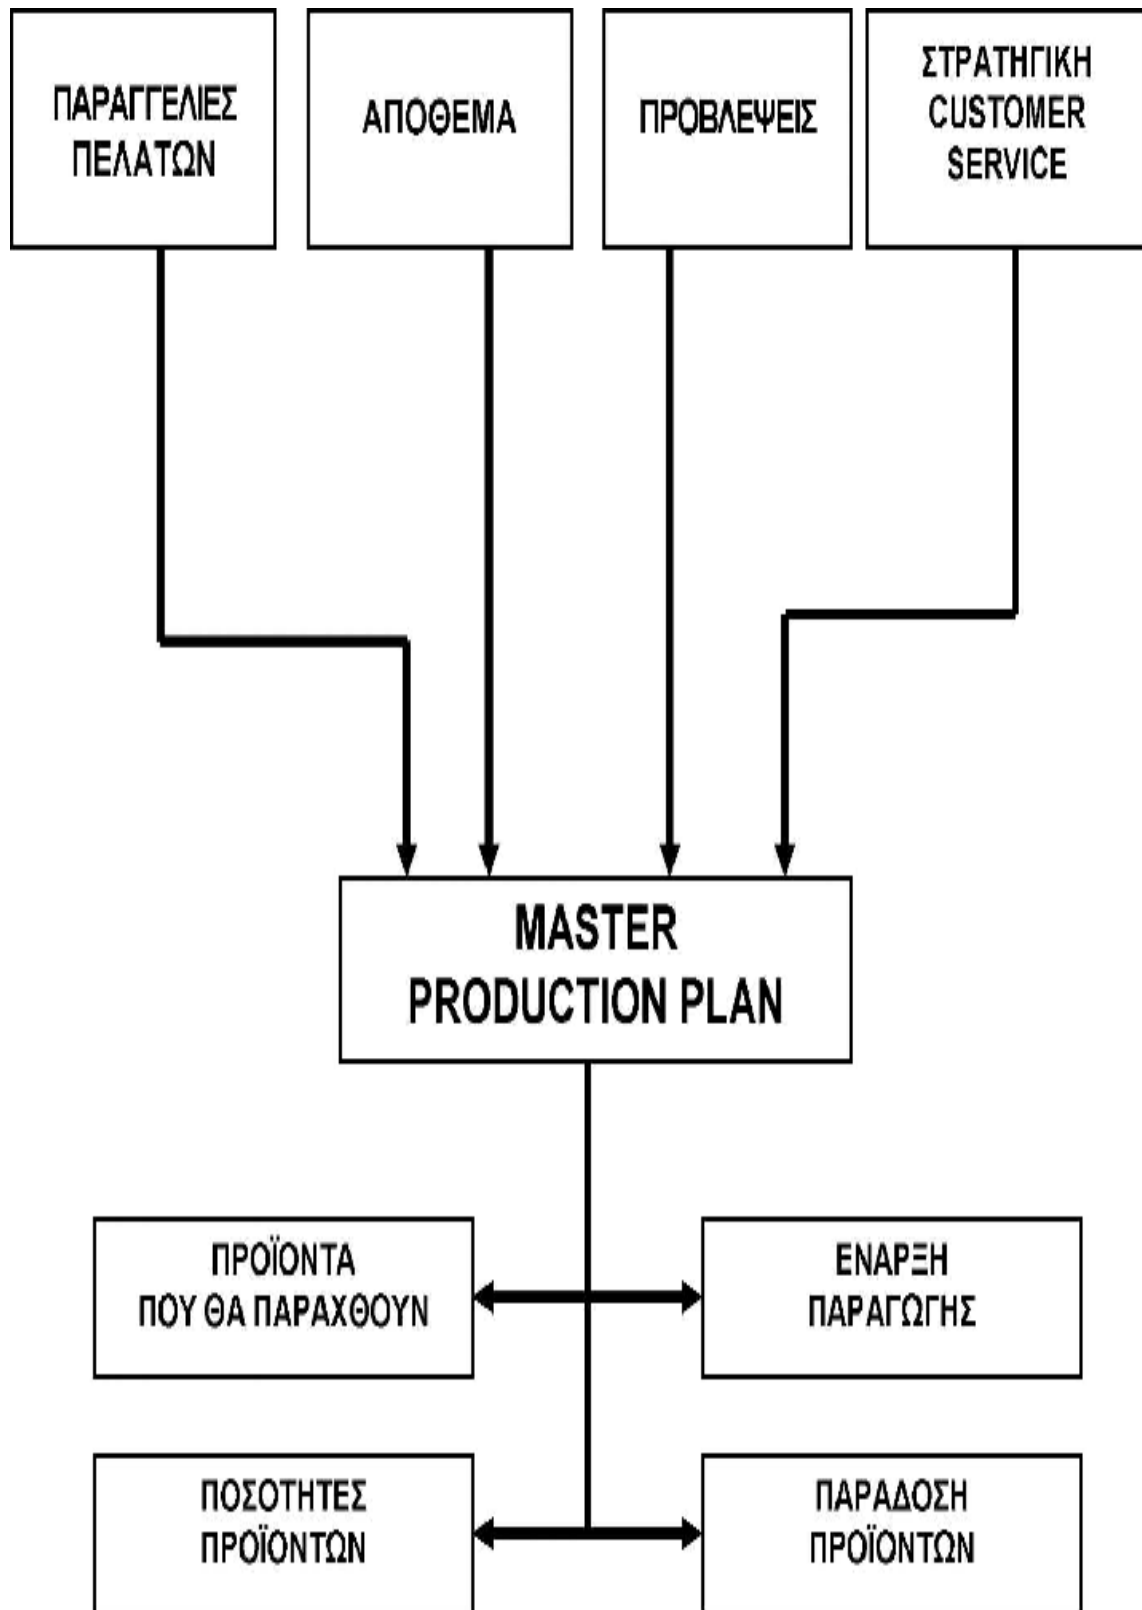 ΠΑΡΑΓΓΕΛΙΕΣ
ΠΕΛΑΤΩΝ
ΑΠΟΘΕΜΑ
ΠΡΟΒΛΕΨΕΙΣ
ΣΤΡΑΤΗΓΙΚΗ
CUSTOMER
SERVICE
MASTER
PRODUCTION PLAN
ΠΡΟΪΟΝΤΑ
ΠΟΥ ΘΑ ΠΑΡΑΧΘΟΥΝ
ΕΝΑΡΞΗ
ΠΑΡΑΓΩΓΗΣ
ΠΟΣΟΤΗΤΕΣ
ΠΡΟΪΟΝΤΩΝ
ΠΑΡΑΔΟΣΗ
ΠΡΟΪΟΝΤΩΝ